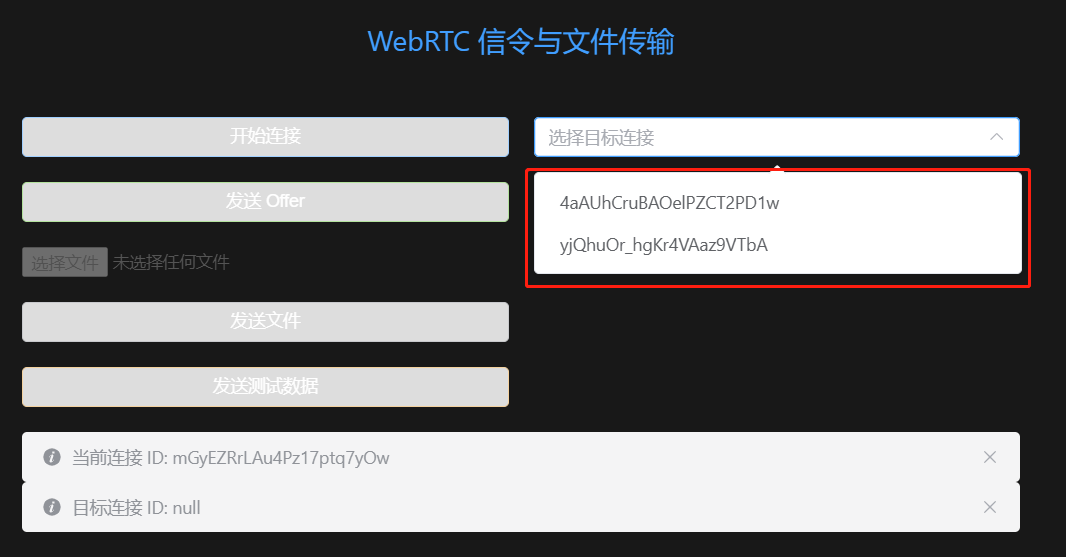 WebRTC 信令与文件传输
开始连接
选择目标连接
发送 Offer
4aAUhCruBAOelPZCT2PD1w
yjQhuOr_hgKr4VAaz9VTbA
选择文件 未选择任何文件
发送文件
发送测试数据
当前连接 ID: mGyEZRrLAu4Pz17ptq7yOw
目标连接 ID: null